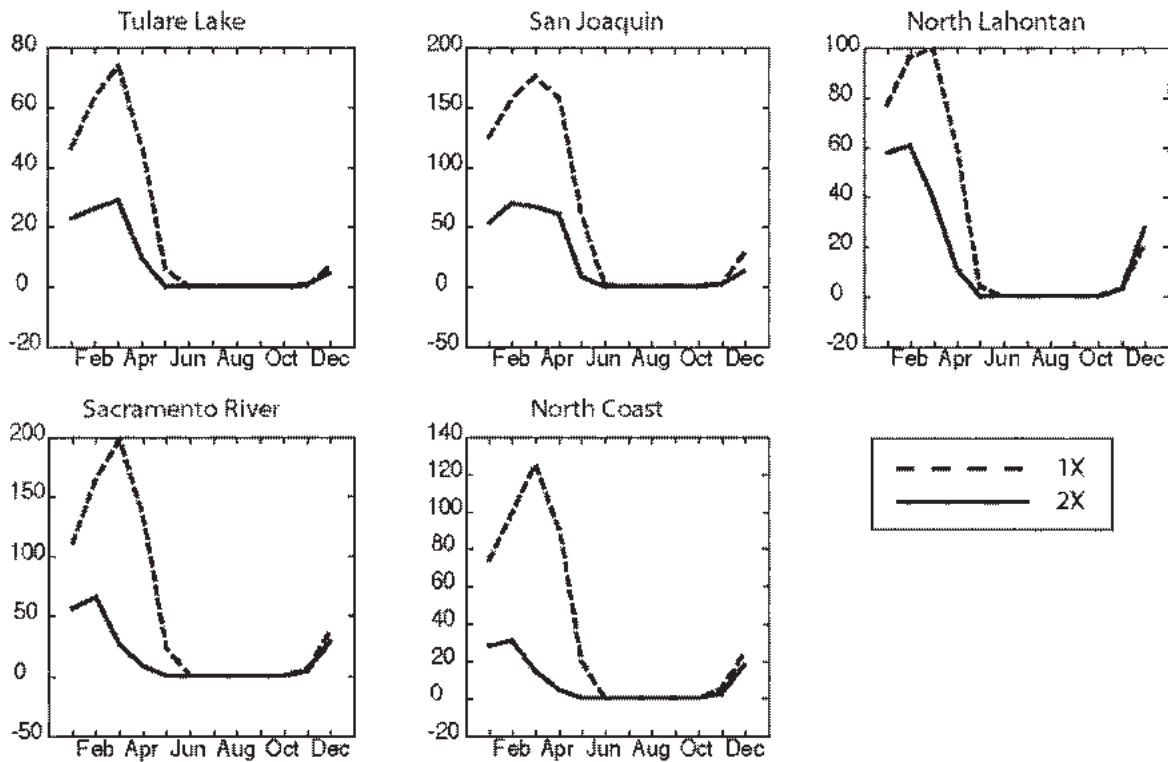 Tulare Lake
80
60
40
20
0
-20
Feb Apr Jun Aug Oct Dec
San Joaquin
200
150
100
50
0
-50
Feb Apr Jun Aug Oct Dec
North Lahontan
100
80
60
40
20
0
-20
Feb Apr Jun Aug Oct Dec
Sacramento River
200
150
100
50
0
-50
Feb Apr Jun Aug Oct Dec
North Coast
140
120
100
80
60
40
20
0
-20
Feb Apr Jun Aug Oct Dec
1X
2X